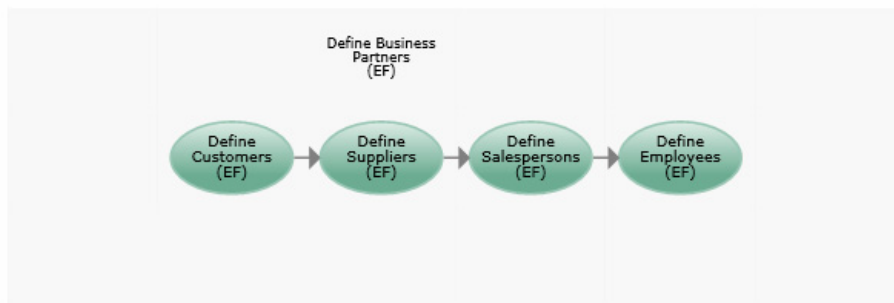 Define Business
Partners
(EF)
Define
Customers
(EF)
Define
Suppliers
(EF)
Define
Salespersons
(EF)
Define
Employees
(EF)